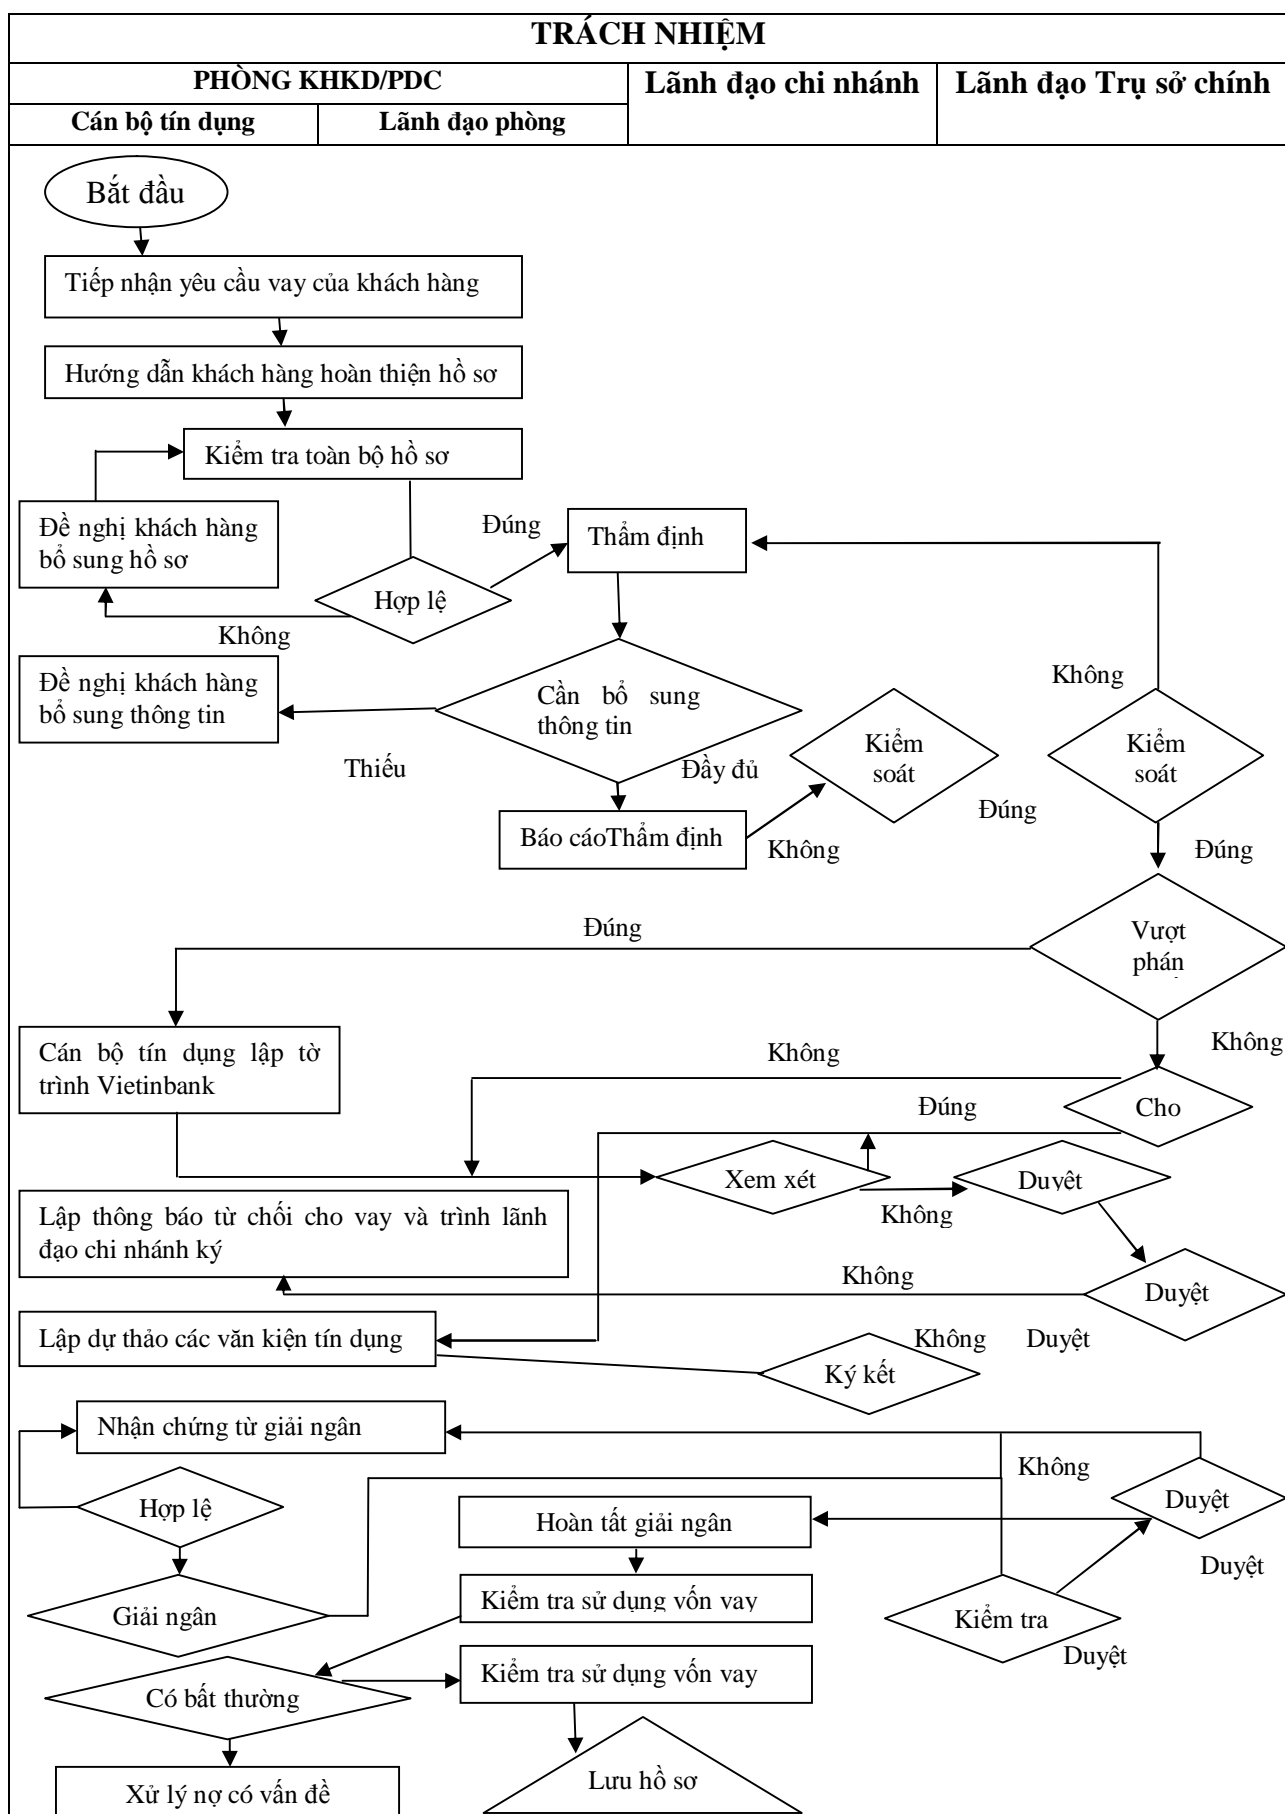 TRÁCH NHIỆM
PHÒNG KHKD/PDC
Lãnh đạo chi nhánh
Lãnh đạo Trụ sở chính
Cán bộ tín dụng
Lãnh đạo phòng
Bắt đầu
Tiếp nhận yêu cầu vay của khách hàng
Hướng dẫn khách hàng hoàn thiện hồ sơ
Kiểm tra toàn bộ hồ sơ
Đề nghị khách hàng
bổ sung hồ sơ
Đúng
Thẩm định
Hợp lệ
Không
Đề nghị khách hàng
bổ sung thông tin
Cần bổ sung
thông tin
Không
Kiểm
soát
Kiểm
soát
Thiếu
Đầy đủ
Đúng
Báo cáoThẩm định
Không
Đúng
Đúng
Vượt
phán
Cán bộ tín dụng lập tờ
trình Vietinbank
Không
Không
Đúng
Cho
Xem xét
Duyệt
Không
Lập thông báo từ chối cho vay và trình lãnh
đạo chi nhánh ký
Không
Duyệt
Lập dự thảo các văn kiện tín dụng
Không
Duyệt
Ký kết
Nhận chứng từ giải ngân
Không
Hợp lệ
Duyệt
Hoàn tất giải ngân
Duyệt
Kiểm tra sử dụng vốn vay
Giải ngân
Kiểm tra
Duyệt
Kiểm tra sử dụng vốn vay
Có bất thường
Lưu hồ sơ
Xử lý nợ có vấn đề